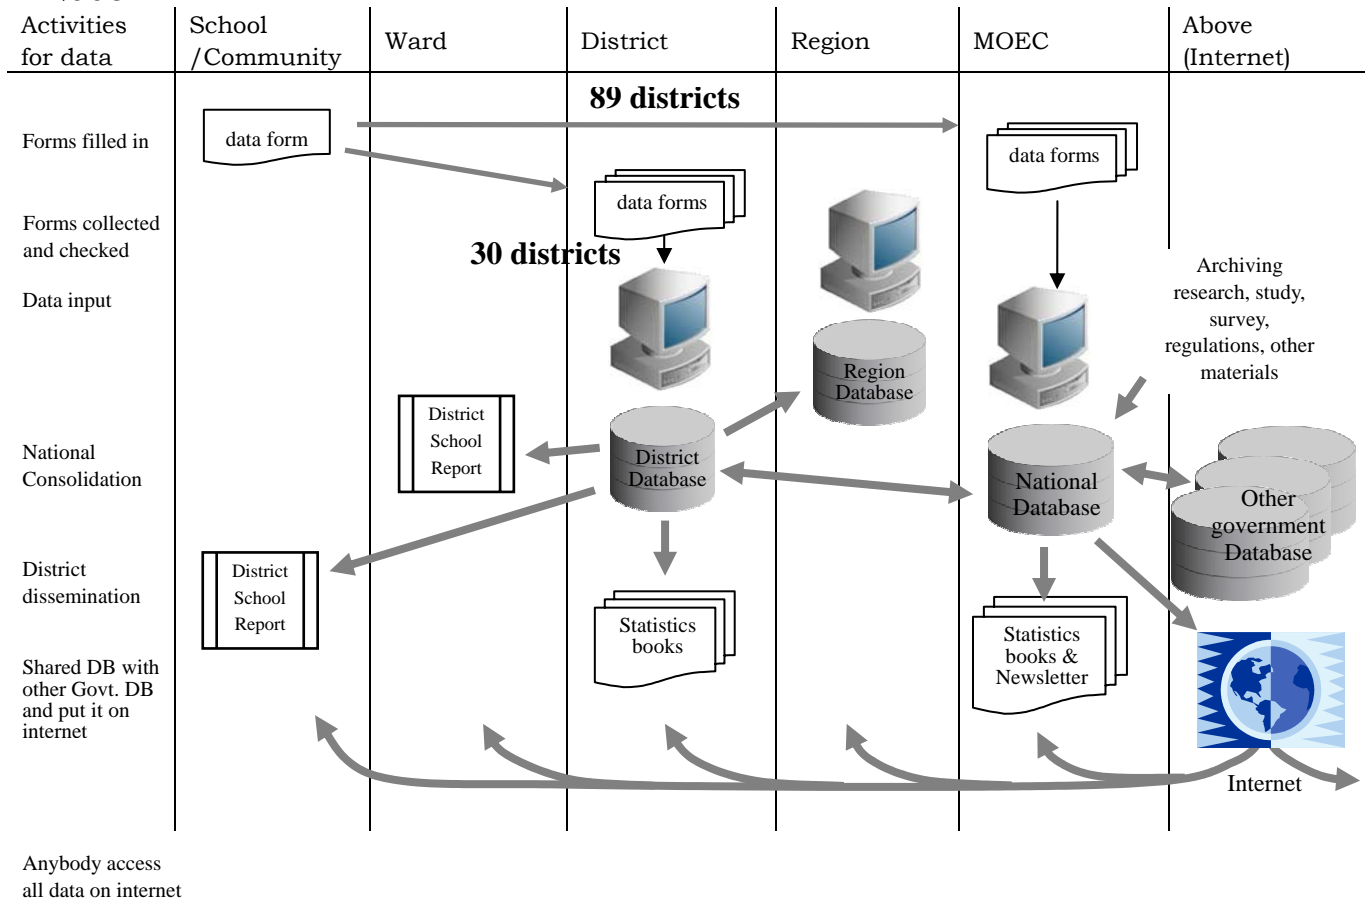 Activities
for data
School
/Community
Ward
District
Region
MOEC
Above
(Internet)
89 districts
Forms filled in
data form
data forms
data forms
Forms collected
and checked
30 districts
Data input
Archiving
research, study,
survey,
regulations, other
materials
Region
Database
District
School
Report
National
Consolidation
District
Database
National
Database
Other
government
Database
District
dissemination
District
School
Report
Statistics
books
Statistics
books &
Newsletter
Shared DB with
other Govt. DB
and put it on
internet
Internet
Anybody access
all data on internet